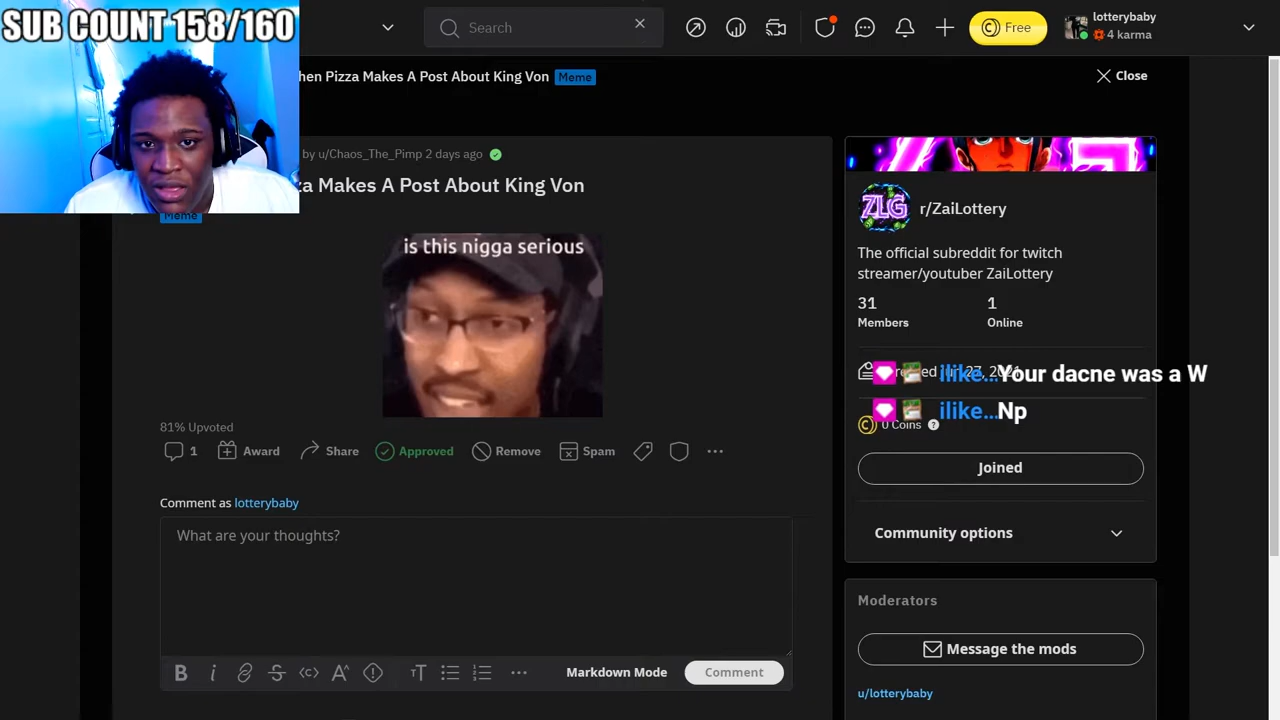 SUB COUNT 158/160
Search
Free
lotterybaby
4 karma
hen Pizza Makes A Post About King Von
Meme
Close
by u/Chaos_The_Pimp 2 days ago
za Makes A Post About King Von
Meme
is this nigga serious
81% Upvoted
1
Award
Share
Approved
Remove
Spam
Comment as lotterybaby
What are your thoughts?
Markdown Mode
Comment
ZLG
r/ZaiLottery
The official subreddit for twitch
streamer/youtuber ZaiLottery
31
Members
1
Online
ilike...Your dacne was a W
ilike...Np
0 Coins
Joined
Community options
Moderators
Message the mods
u/lotterybaby